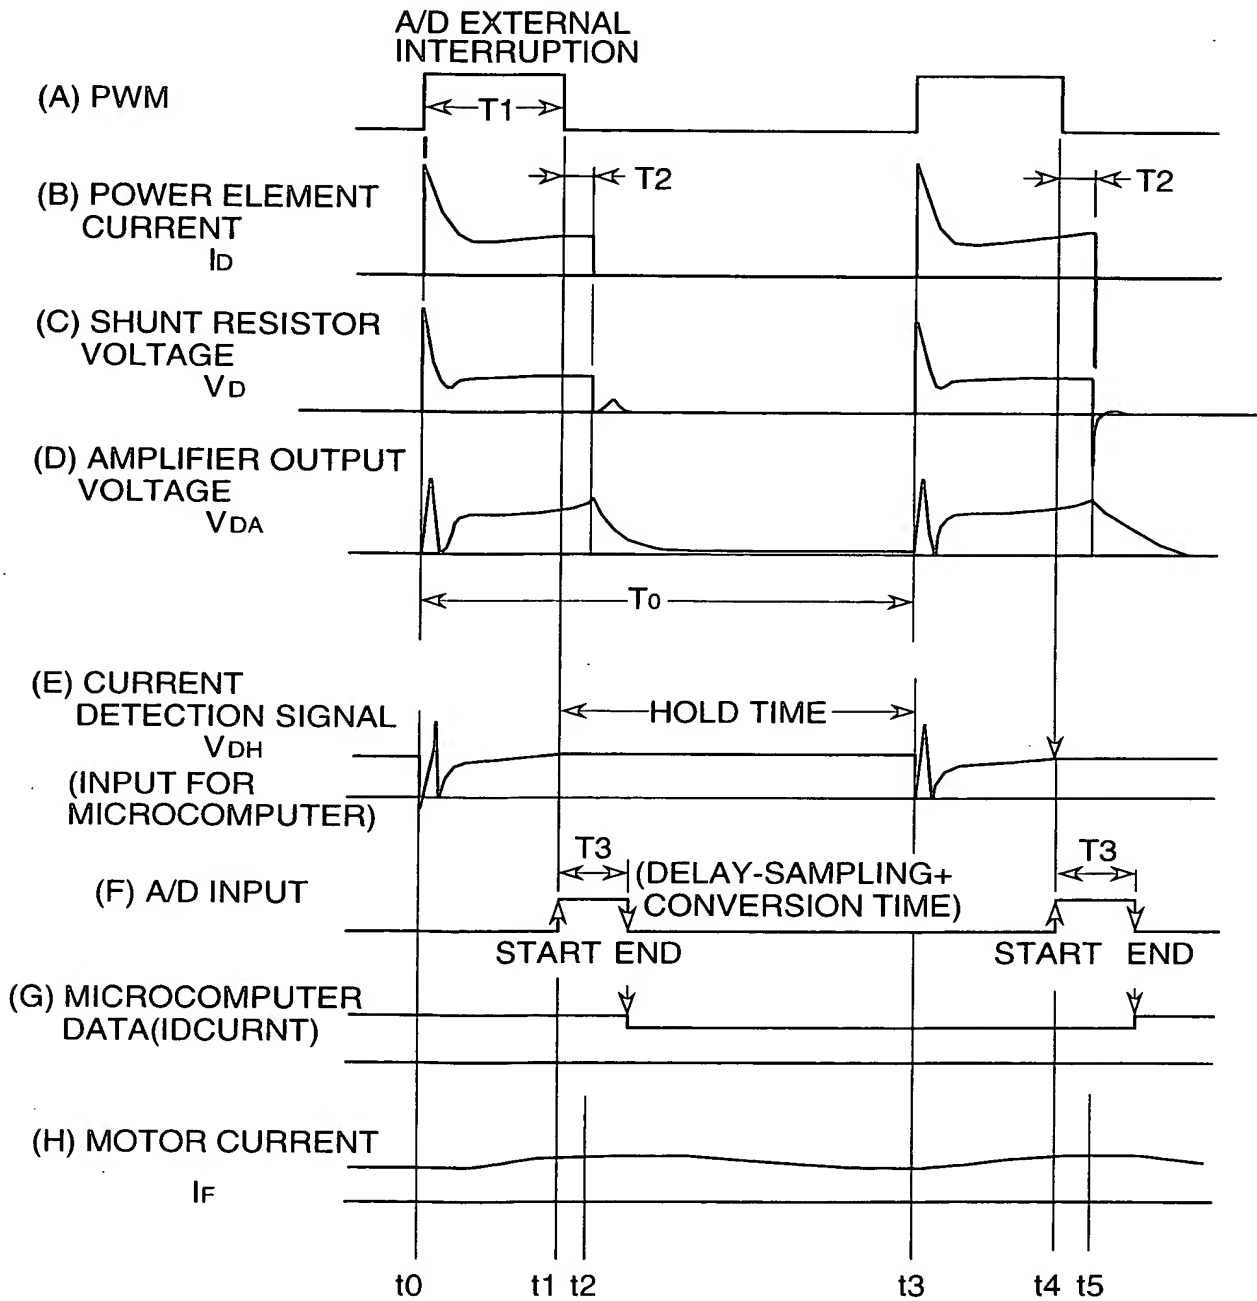 A/D EXTERNAL
INTERRUPTION
(A) PWM
T1
(B) POWER ELEMENT
CURRENT
ID
T2
T2
(C) SHUNT RESISTOR
VOLTAGE
VD
(D) AMPLIFIER OUTPUT
VOLTAGE
VDA
T0
(E) CURRENT
DETECTION SIGNAL
VDH
(INPUT FOR
MICROCOMPUTER)
HOLD TIME
T3
T3
(F) A/D INPUT
(DELAY-SAMPLING+
CONVERSION TIME)
START END
START END
(G) MICROCOMPUTER
DATA(IDCURNT)
(H) MOTOR CURRENT
IF
t0 t1 t2 t3 t4 t5